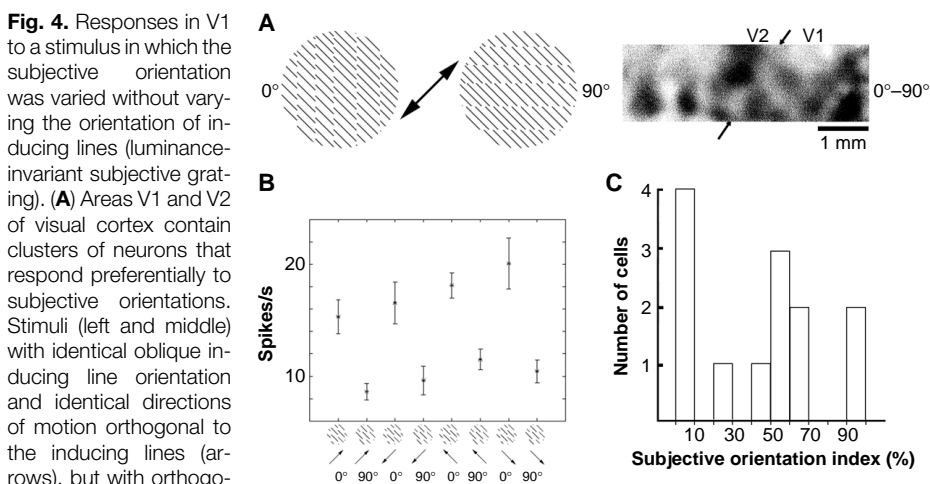 Fig. 4. Responses in V1
to a stimulus in which the
subjective orientation
was varied without vary-
ing the orientation of in-
ducing lines (luminance-
invariant subjective grat-
ing). (A) Areas V1 and V2
of visual cortex contain
clusters of neurons that
respond preferentially to
subjective orientations.
Stimuli (left and middle)
with identical oblique in-
ducing line orientation
and identical directions
of motion orthogonal to
the inducing lines (ar-
rows), but with orthogo-
A
0°
90°
V2 V1
0°–90°
1 mm
B
Spikes/s
20
10
0° 90° 0° 90° 0° 90° 0° 90°
C
Number of cells
4
3
2
1
10 30 50 70 90
Subjective orientation index (%)